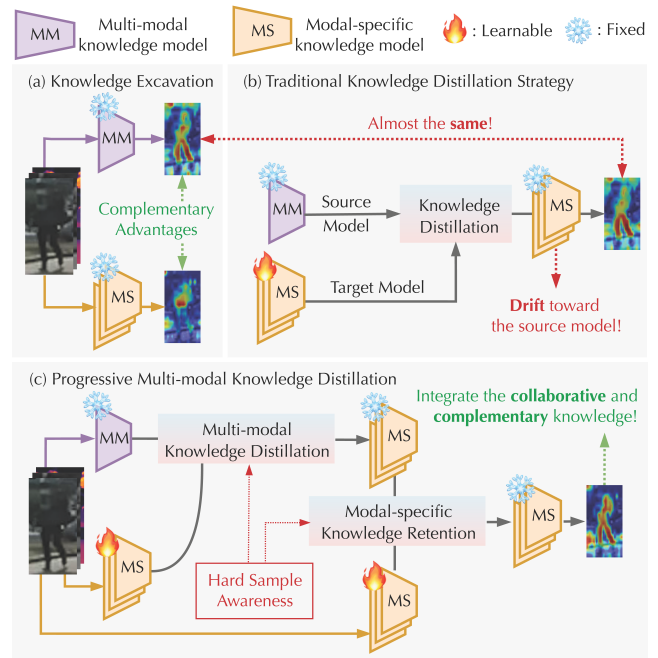 MM
Multi-modal
knowledge model
MS
Modal-specific
knowledge model
: Learnable
: Fixed
(a) Knowledge Excavation
MM
Complementary
Advantages
MS
(b) Traditional Knowledge Distillation Strategy
Almost the same!
MM
Source
Model
Knowledge
Distillation
MS
MS
Target Model
Drift toward
the source model!
(c) Progressive Multi-modal Knowledge Distillation
MM
Multi-modal
Knowledge Distillation
MS
Integrate the collaborative and
complementary knowledge!
Modal-specific
Knowledge Retention
MS
MS
Hard Sample
Awareness
MS